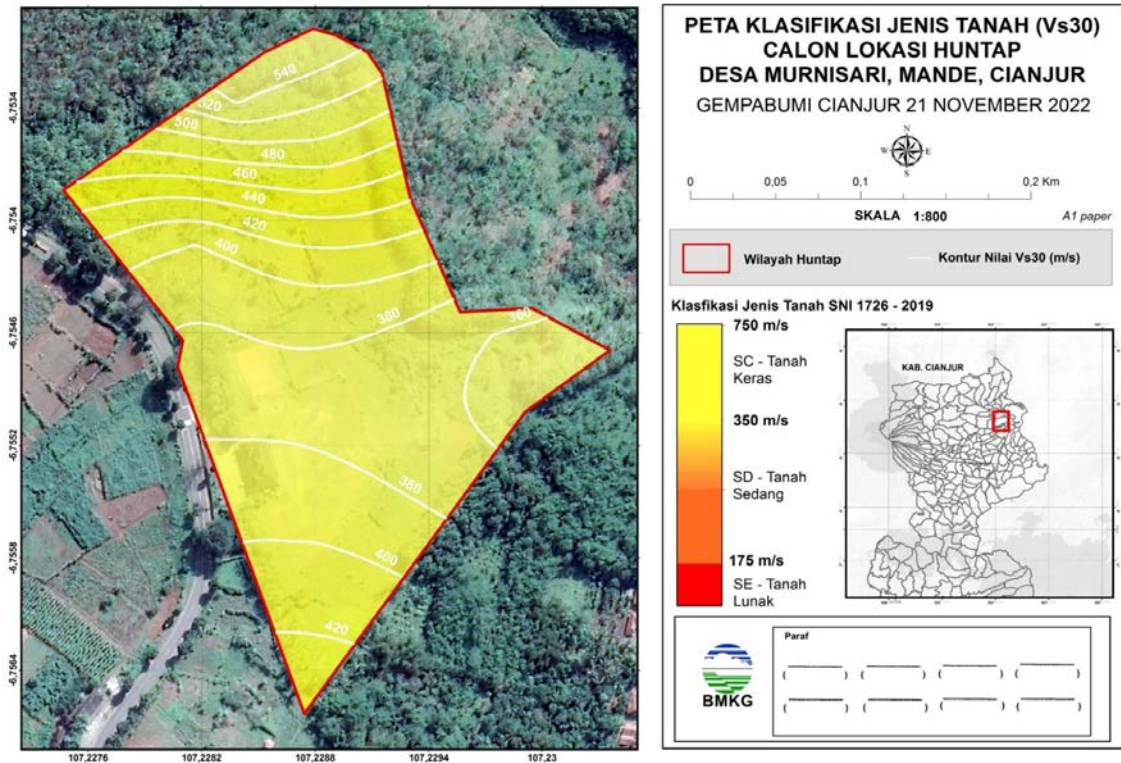 540
520
500
480
460
440
420
400
380
360
380
400
420
-6,7534
-6,754
-6,7546
-6,7552
-6,7558
-6,7564
107,2276
107,2282
107,2288
107,2294
107,23
PETA KLASIFIKASI JENIS TANAH (Vs30)
CALON LOKASI HUNTAP
DESA MURNISARI, MANDE, CIANJUR
GEMPABUMI CIANJUR 21 NOVEMBER 2022
N
W E
S
0 0,05 0,1 0,2 Km
SKALA 1:800 A1 paper
Wilayah Huntap Kontur Nilai Vs30 (m/s)
Klasfikasi Jenis Tanah SNI 1726 - 2019
750 m/s
SC - Tanah
Keras
350 m/s
SD - Tanah
Sedang
175 m/s
SE - Tanah
Lunak
KAB. CIANJUR
BMKG
Paraf
( ) ( ) ( ) ( )
( ) ( ) ( ) ( )